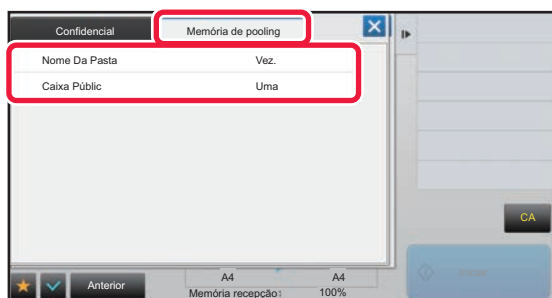 Confidencial Memória de pooling
Nome Da Pasta Vez.
Caixa Públic Uma
CA
A4 A4
Anterior
Memória recepção: 100%